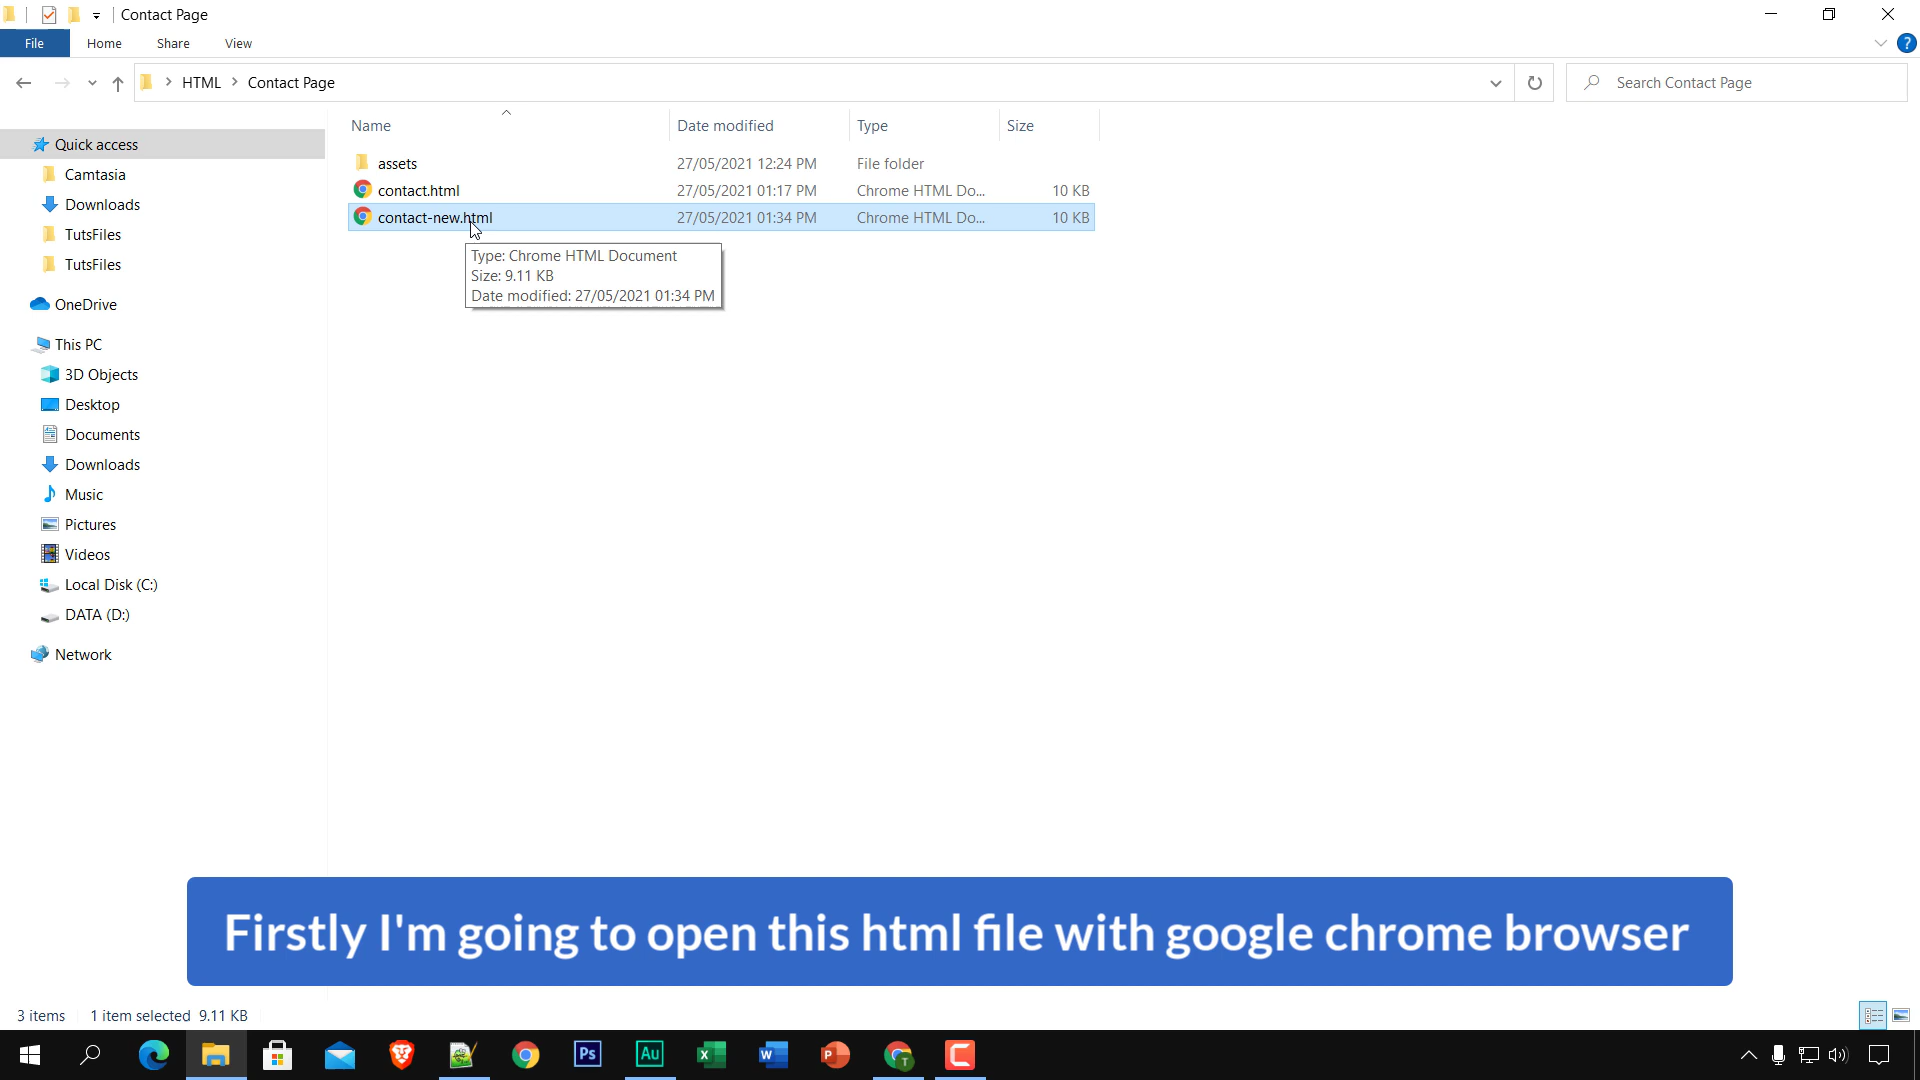 Contact Page
File Home Share View
HTML Contact Page
Search Contact Page
Name Date modified Type Size
Quick access
Camtasia
Downloads
TutsFiles
TutsFiles
OneDrive
This PC
3D Objects
Desktop
Documents
Downloads
Music
Pictures
Videos
Local Disk (C:)
DATA (D:)
Network
assets 27/05/2021 12:24 PM File folder
contact.html 27/05/2021 01:17 PM Chrome HTML Do... 10 KB
contact-new.html 27/05/2021 01:34 PM Chrome HTML Do... 10 KB
Type: Chrome HTML Document
Size: 9.11 KB
Date modified: 27/05/2021 01:34 PM
Firstly I'm going to open this html file with google chrome browser
3 items 1 item selected 9.11 KB
Ps Au X W P T C